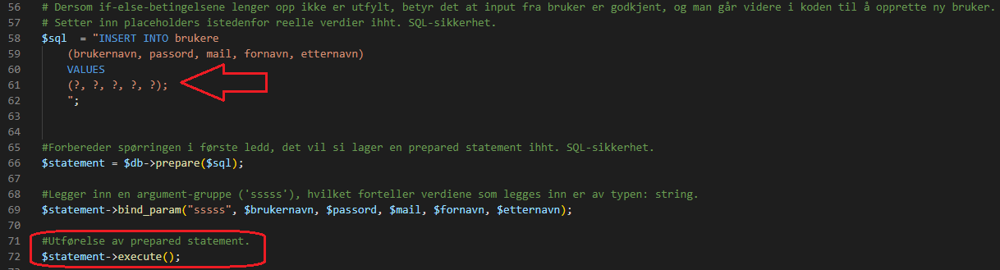 56 # Dersom if-else-betingelsene lenger opp ikke er utfylt, betyr det at input fra bruker er godkjent, og man går videre i koden til å opprette ny bruker.
57 # Setter inn placeholders istedenfor reelle verdier ihht. SQL-sikkerhet.
58 $sql  = "INSERT INTO brukere
59     (brukernavn, passord, mail, fornavn, etternavn)
60     VALUES
61     (?, ?, ?, ?, ?);
62     ";
63
64
65 #Forbereder spørringen i første ledd, det vil si lager en prepared statement ihht. SQL-sikkerhet.
66 $statement = $db->prepare($sql);
67
68 #Legger inn en argument-gruppe ('sssss'), hvilket forteller verdiene som legges inn er av typen: string.
69 $statement->bind_param("sssss", $brukernavn, $passord, $mail, $fornavn, $etternavn);
70
71 #Utførelse av prepared statement.
72 $statement->execute();